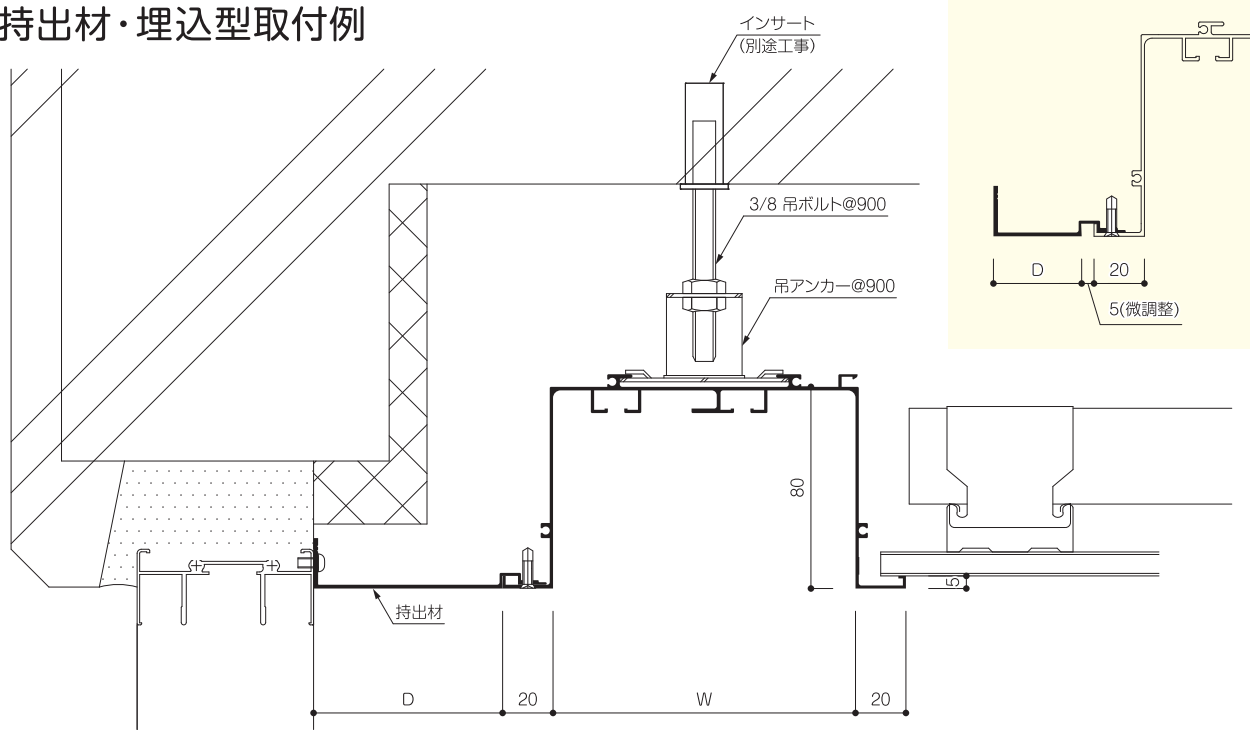 持出材・埋込型取付例
インサート
(別途工事)
3/8 吊ボルト@900
吊アンカー@900
D
20
5(微調整)
80
5
持出材
D
20
W
20